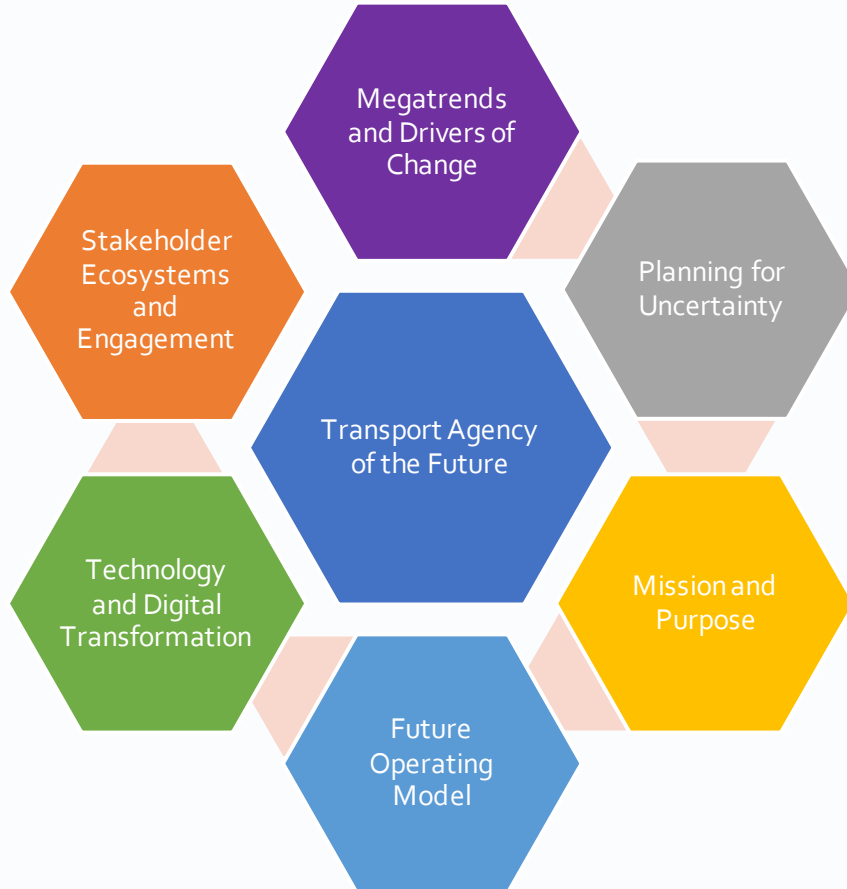 Megatrends
and Drivers of
Change
Stakeholder
Ecosystems
and
Engagement
Planning for
Uncertainty
Transport Agency
of the Future
Technology
and Digital
Transformation
Mission and
Purpose
Future
Operating
Model